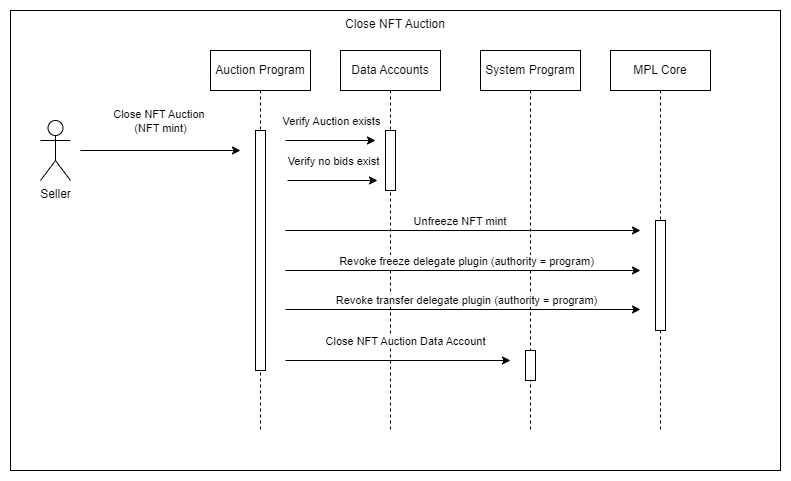 Close NFT Auction
Auction Program
Data Accounts
System Program
MPL Core
Close NFT Auction
(NFT mint)
Verify Auction exists
Verify no bids exist
Seller
Unfreeze NFT mint
Revoke freeze delegate plugin (authority = program)
Revoke transfer delegate plugin (authority = program)
Close NFT Auction Data Account